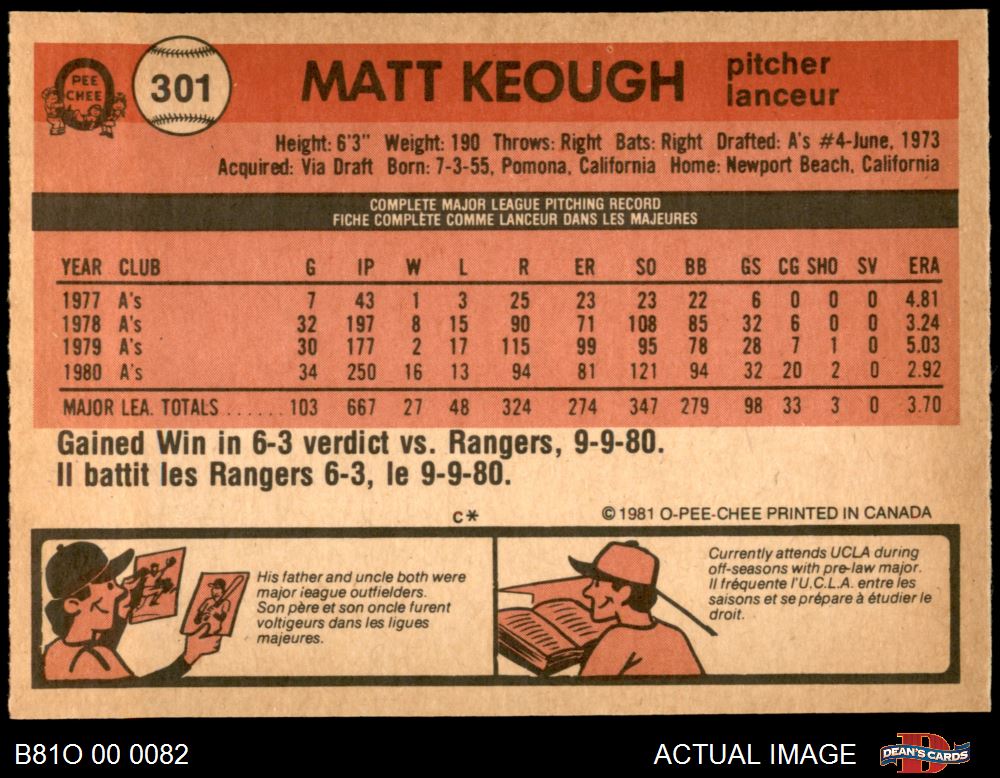 PEE
CHEE
301
MATT KEOUGH
pitcher
lanceur
Height: 6'3" Weight: 190 Throws: Right Bats: Right Drafted: A's #4-June, 1973
Acquired: Via Draft Born: 7-3-55, Pomona, California Home: Newport Beach, California
COMPLETE MAJOR LEAGUE PITCHING RECORD
FICHE COMPLÈTE COMME LANCEUR DANS LES MAJEURES
YEAR CLUB G IP W L R ER SO BB GS CG SHO SV ERA
1977 A's 7 43 1 3 25 23 23 22 6 0 0 0 4.81
1978 A's 32 197 8 15 90 71 108 85 32 6 0 0 3.24
1979 A's 30 177 2 17 115 99 95 78 28 7 1 0 5.03
1980 A's 34 250 16 13 94 81 121 94 32 20 2 0 2.92
MAJOR LEA. TOTALS ...... 103 667 27 48 324 274 347 279 98 33 3 0 3.70
Gained Win in 6-3 verdict vs. Rangers, 9-9-80.
Il battit les Rangers 6-3, le 9-9-80.
C*
© 1981 O-PEE-CHEE PRINTED IN CANADA
His father and uncle both were
major league outfielders.
Son père et son oncle furent
voltigeurs dans les ligues
majeures.
Currently attends UCLA during
off-seasons with pre-law major.
Il fréquente l'U.C.L.A. entre les
saisons et se prépare à étudier le
droit.
B81O 00 0082
ACTUAL IMAGE
DEAN'S CARDS